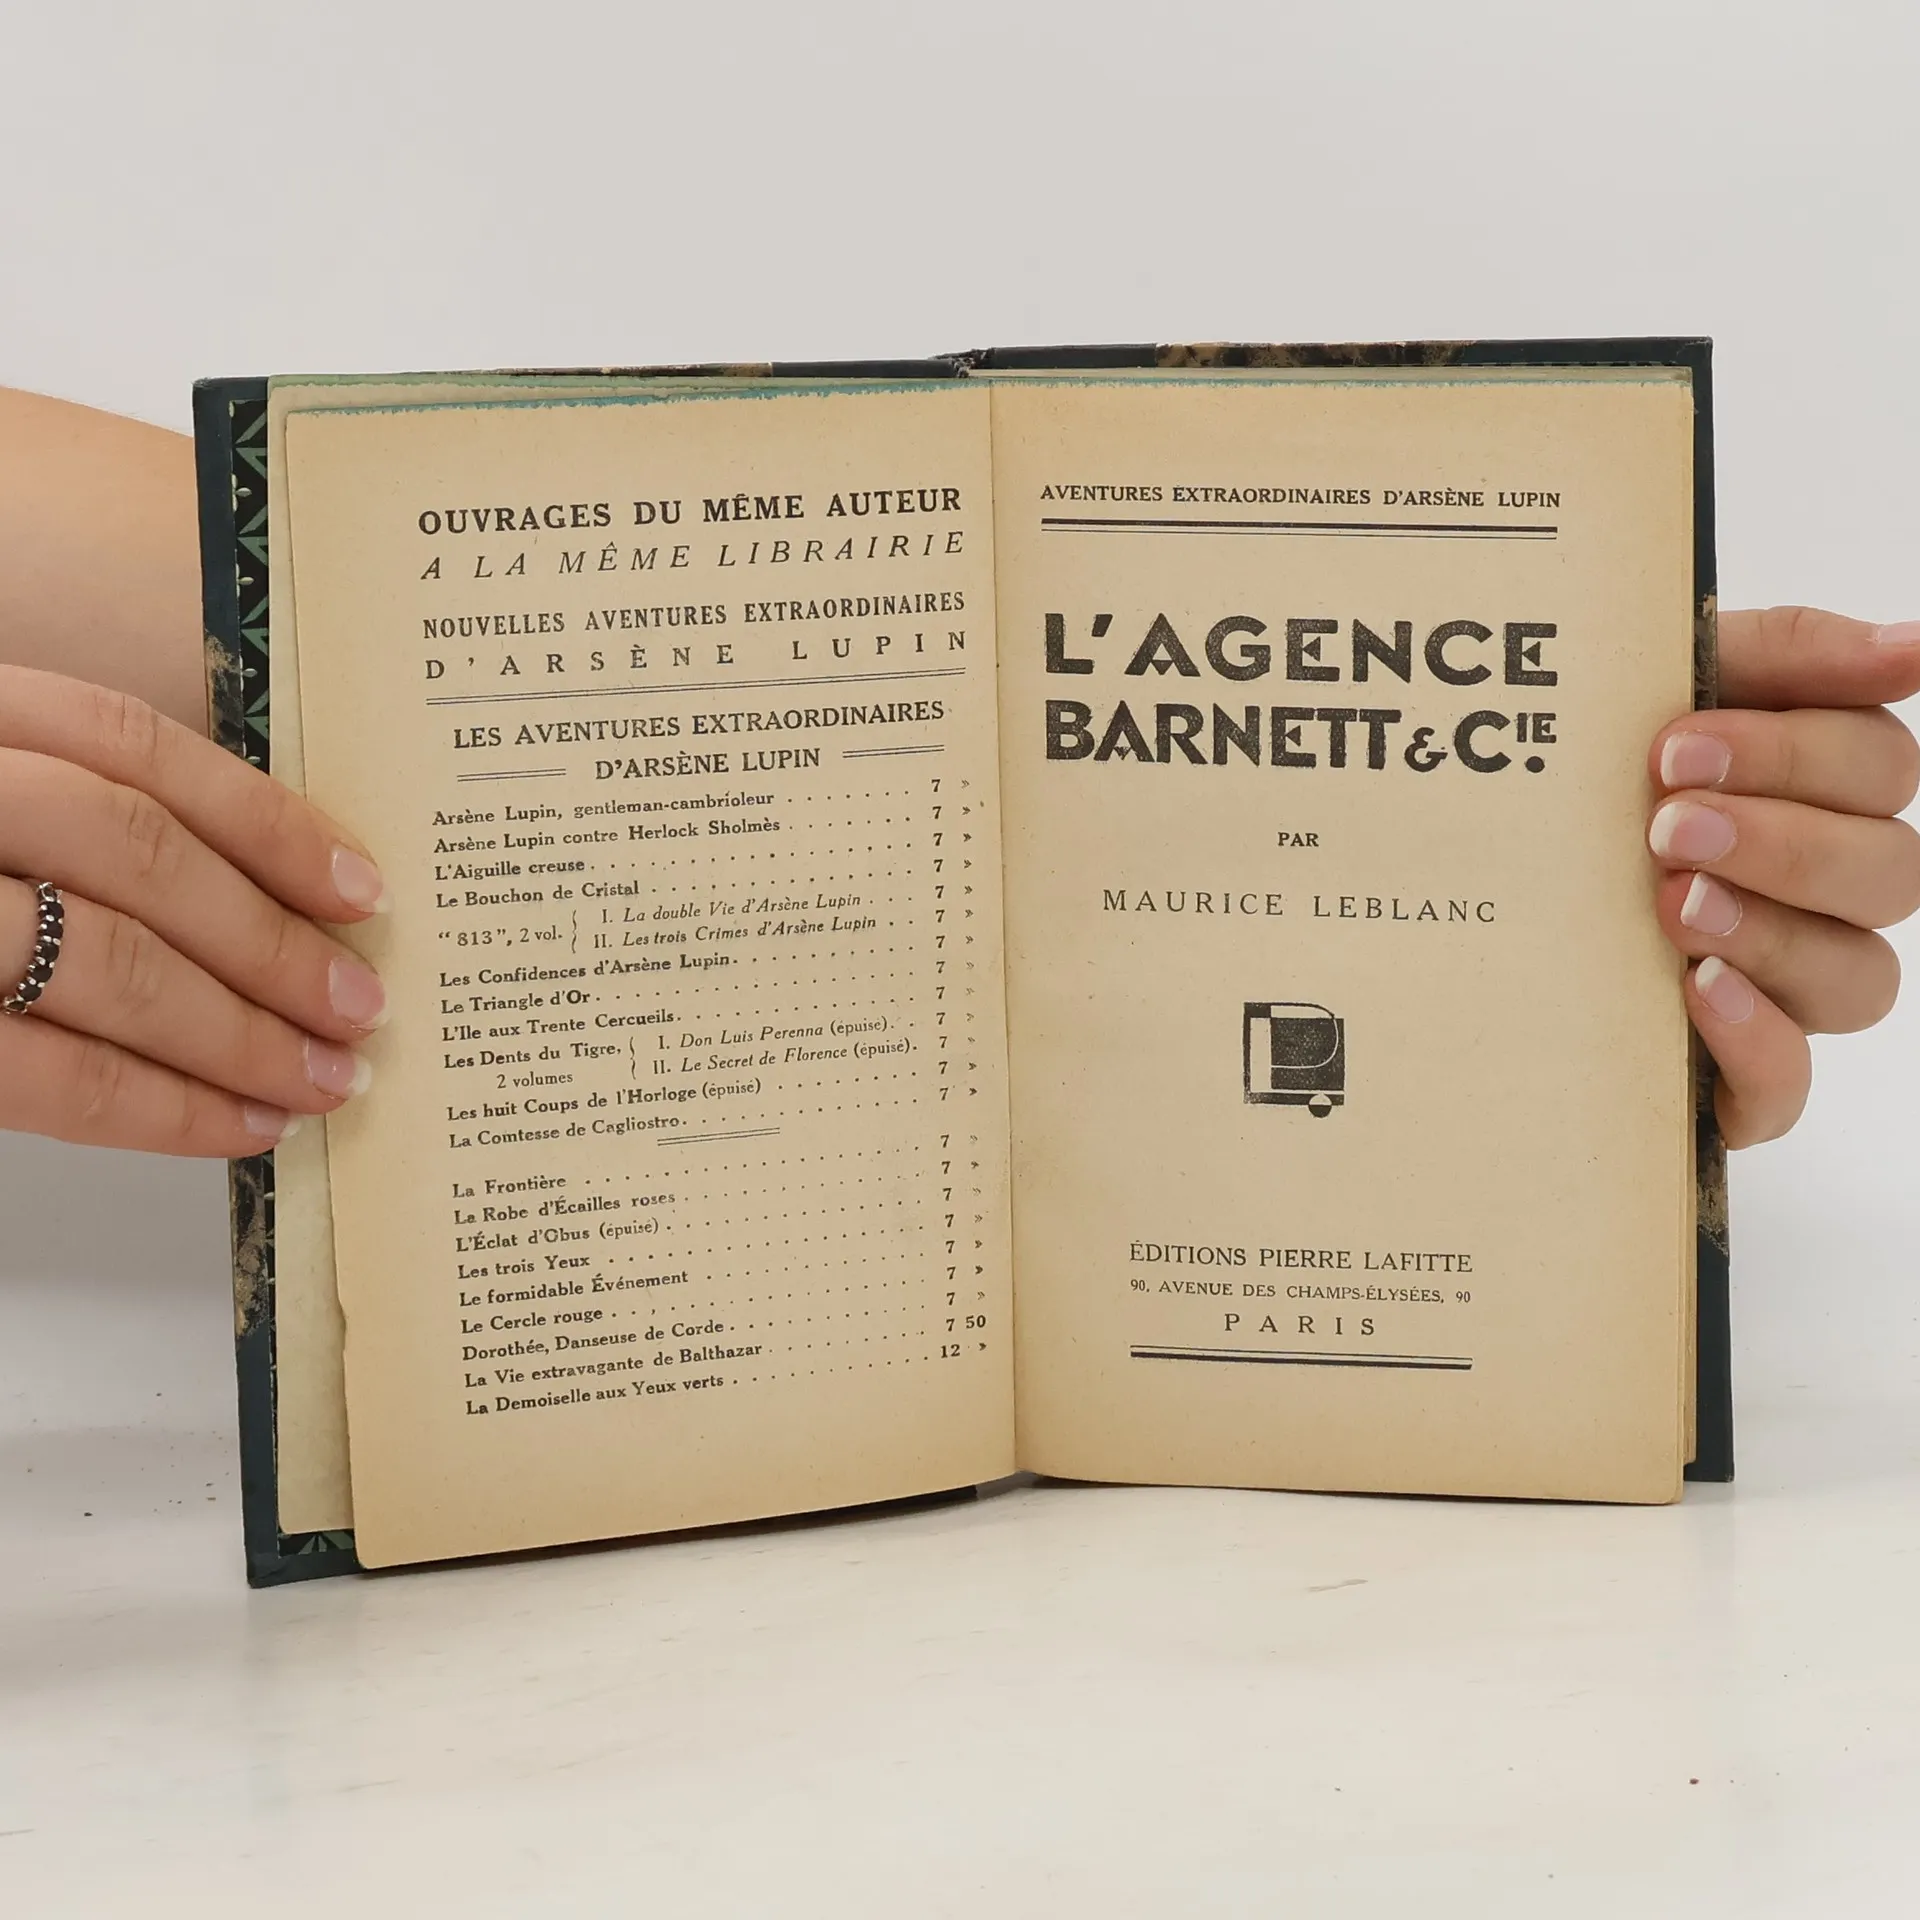 OUVRAGES DU MÊME AUTEUR
A LA MÊME LIBRAIRIE
NOUVELLES AVENTURES EXTRAORDINAIRES
D'ARSÈNE LUPIN
LES AVENTURES EXTRAORDINAIRES
D'ARSÈNE LUPIN
Arsène Lupin, gentleman-cambrioleur . . . . . . . 7 »
Arsène Lupin contre Herlock Sholmès . . . . . . . 7 »
L'Aiguille creuse . . . . . . . . . . . . . . . . 7 »
Le Bouchon de Cristal . . . . . . . . . . . . . . 7 »
“ 813 ”, 2 vol. { I. La double Vie d'Arsène Lupin . . . 7 »
II. Les trois Crimes d'Arsène Lupin . . 7 »
Les Confidences d'Arsène Lupin . . . . . . . . . . 7 »
Le Triangle d'Or . . . . . . . . . . . . . . . . . 7 »
L'Ile aux Trente Cercueils . . . . . . . . . . . . 7 »
Les Dents du Tigre, { I. Don Luis Perenna (épuisé) . . 7 »
2 volumes II. Le Secret de Florence (épuisé) . 7 »
Les huit Coups de l'Horloge (épuisé) . . . . . . . . 7 »
La Comtesse de Cagliostro . . . . . . . . . . . . 7 »
La Frontière . . . . . . . . . . . . . . . . . . 7 »
La Robe d'Écailles roses . . . . . . . . . . . . . 7 »
L'Éclat d'Obus (épuisé) . . . . . . . . . . . . . . 7 »
Les trois Yeux . . . . . . . . . . . . . . . . . 7 »
Le formidable Événement . . . . . . . . . . . . 7 »
Le Cercle rouge . . . . . . . . . . . . . . . . . 7 »
Dorothée, Danseuse de Corde . . . . . . . . . . . 7 »
La Vie extravagante de Balthazar . . . . . . . . . 7 50
La Demoiselle aux Yeux verts . . . . . . . . . . . 12 »
AVENTURES EXTRAORDINAIRES D'ARSÈNE LUPIN
L'AGENCE
BARNETT & CIE.
PAR
MAURICE LEBLANC
PL
ÉDITIONS PIERRE LAFITTE
90, AVENUE DES CHAMPS-ÉLYSÉES, 90
PARIS